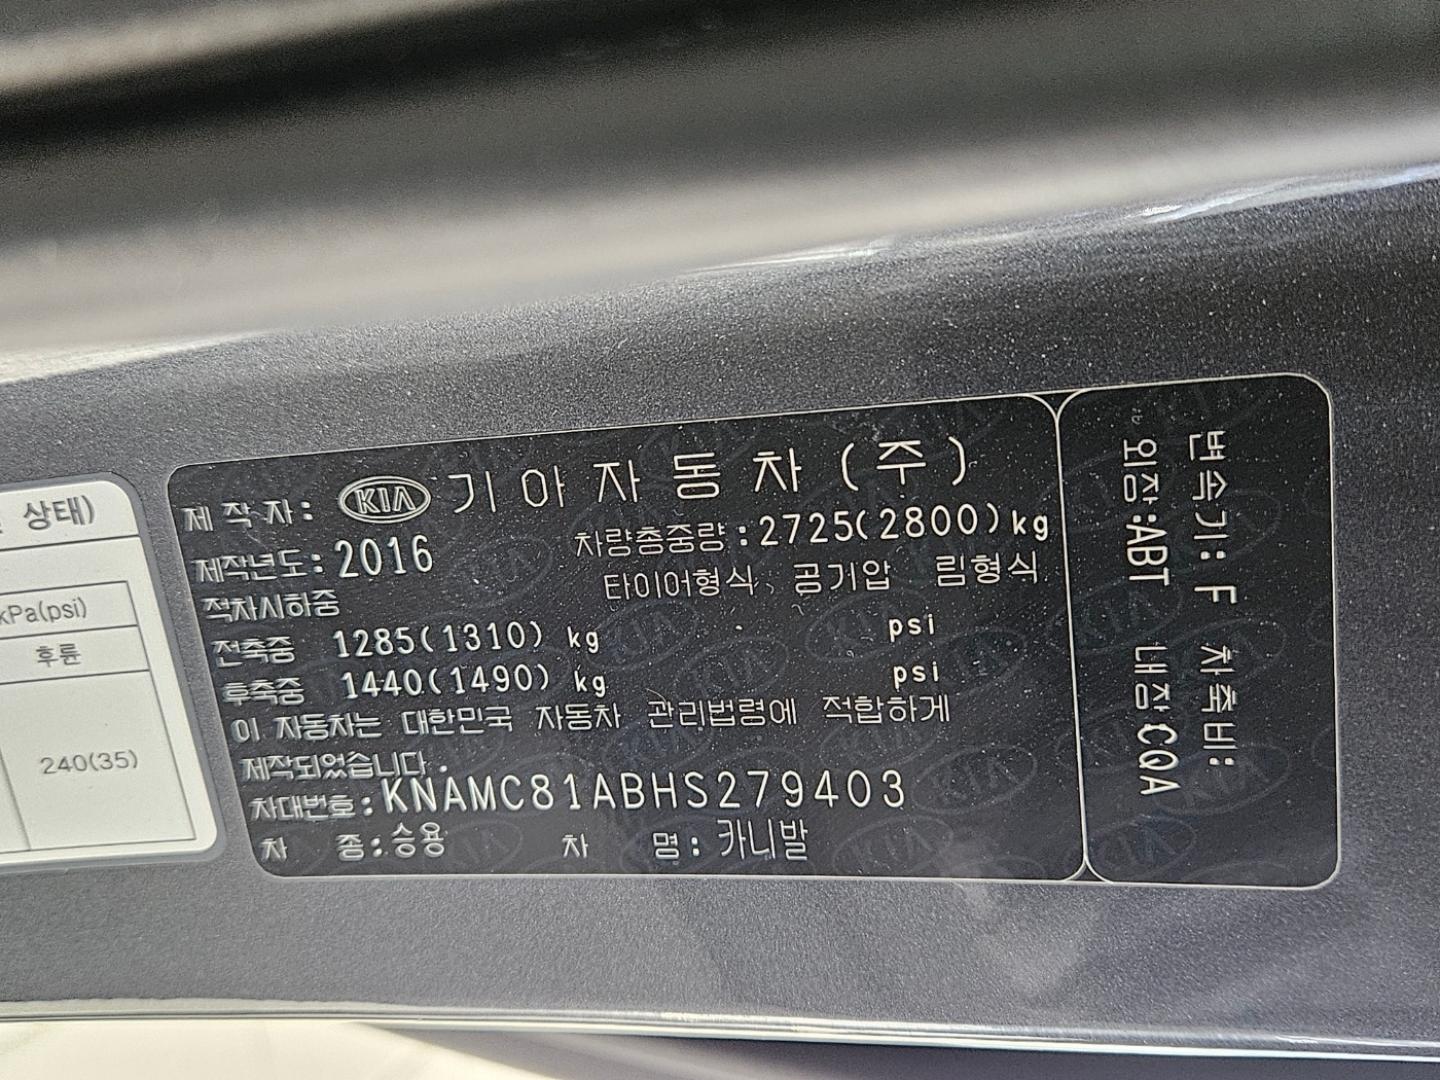 상태)
kPa(psi)
후륜
240(35)
제작자: KIA 기아자동차(주)
제작년도:2016 차량총중량:2725(2800)kg
적차시하중 타이어형식 공기압 림형식
전축중 1285(1310) kg psi
후축중 1440(1490) kg psi
이 자동차는 대한민국 자동차 관리법령에 적합하게
제작되었습니다.
차대번호:KNAMC81ABHS279403
차 종:승용 차 명:카니발
변속기: F 차축비:
외장:ABT 내장:CQA